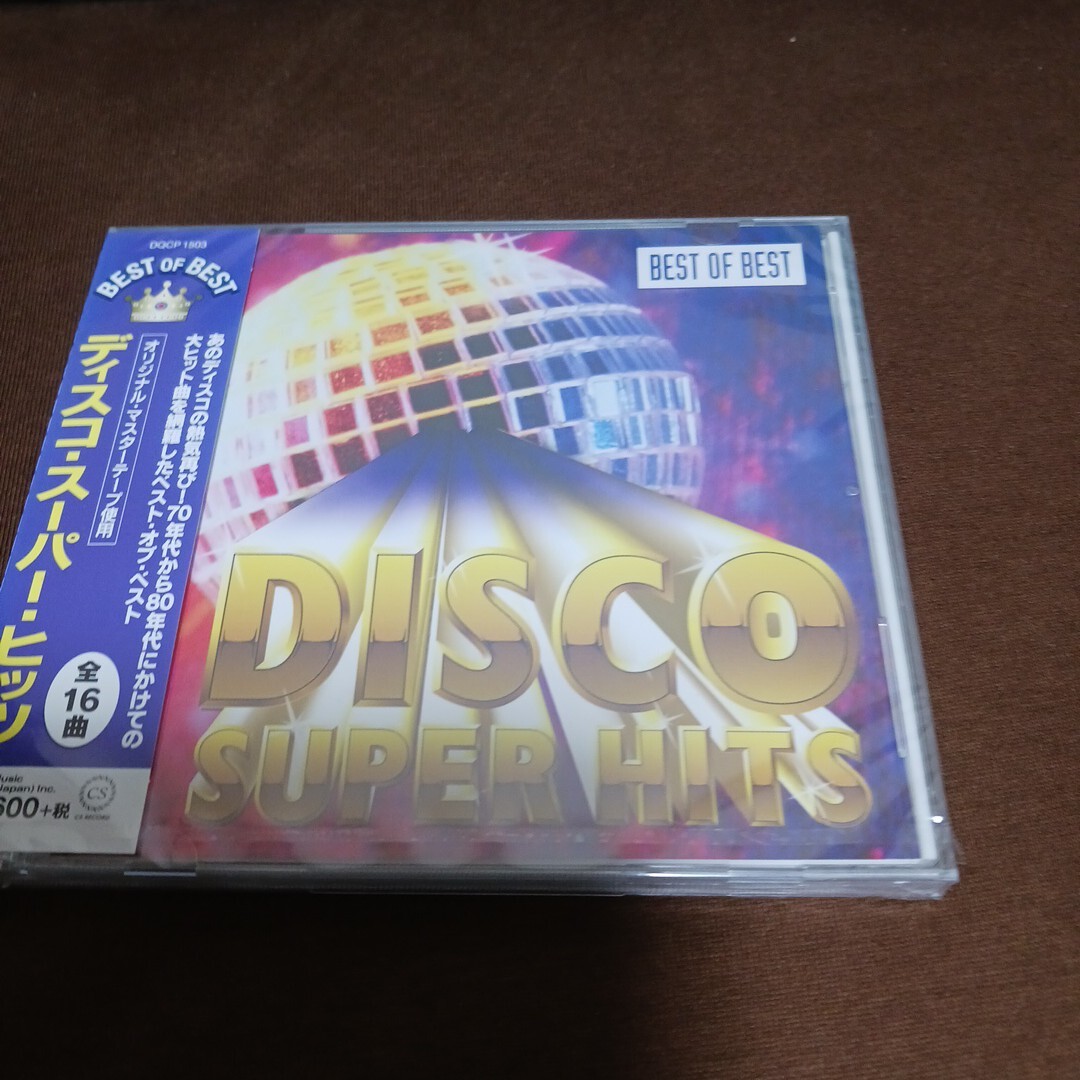 DQCP 1503
BEST OF BEST
ディスコ・スーパー・ヒッツ
オリジナル・マスターテープ使用
あのディスコの熱気再び!70年代から80年代にかけての
大ヒット曲を網羅したベスト・オブ・ベスト
全
16
曲
Japan) Inc.
600+税
CS
BEST OF BEST
DISCO
SUPER HITS